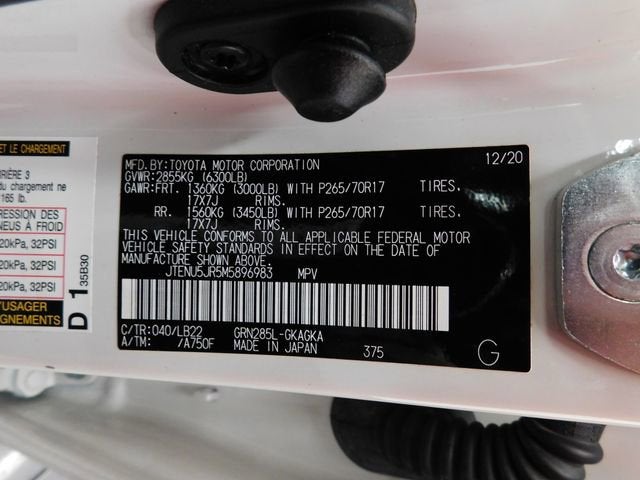 MFD.BY:TOYOTA MOTOR CORPORATION 12/20
GVWR:2855KG (6300LB)
GAWR:FRT. 1360KG (3000LB) WITH P265/70R17 TIRES.
17X7J RIMS.
RR. 1560KG (3450LB) WITH P265/70R17 TIRES.
17X7J RIMS.
THIS VEHICLE CONFORMS TO ALL APPLICABLE FEDERAL MOTOR
VEHICLE SAFETY STANDARDS IN EFFECT ON THE DATE OF
MANUFACTURE SHOWN ABOVE.
JTENU5JR5M5896983 MPV
C/TR:040/LB22 GRN285L-GKAGKA
A/TM: /A750F MADE IN JAPAN 375
G
ET LE CHARGEMENT
RRIÈRE 3
du chargement ne
165 lb.
RESSION DES
NEUS À FROID
20kPa, 32PSI
20kPa, 32PSI
20kPa, 32PSI
'USAGER
GNEMENTS
D 1 35B30